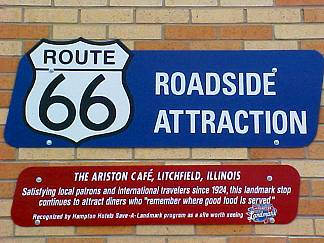 ROUTE
66
ROADSIDE
ATTRACTION
THE ARISTON CAFÉ, LITCHFIELD, ILLINOIS
Satisfying local patrons and international travelers since 1924, this landmark stop
continues to attract diners who "remember where good food is served"
Recognized by Hampton Hotels Save-A-Landmark program as a site worth seeing
Landmark